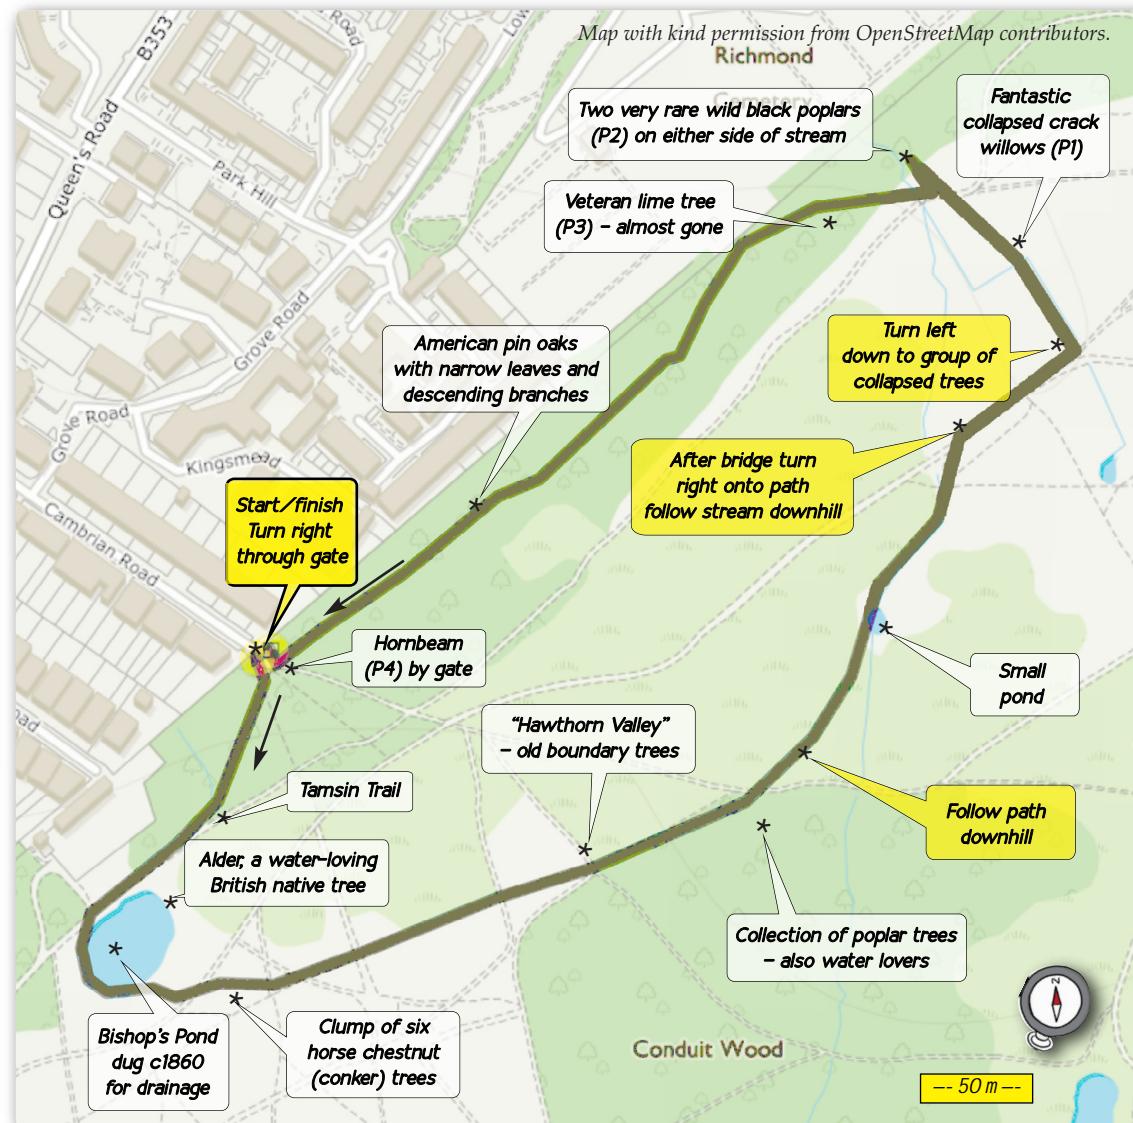 Map with kind permission from OpenStreetMap contributors.
Richmond
Cemetery
B353
Road
Queen's Road
Park Hill
Low
Two very rare wild black poplars
(P2) on either side of stream
Fantastic
collapsed crack
willows (P1)
Veteran lime tree
(P3) – almost gone
Grove Road
American pin oaks
with narrow leaves and
descending branches
Turn left
down to group of
collapsed trees
Grove Road
Kingsmead
After bridge turn
right onto path
follow stream downhill
Cambrian Road
Start/finish
Turn right
through gate
Hornbeam
(P4) by gate
Small
pond
oad
"Hawthorn Valley"
– old boundary trees
Tamsin Trail
Follow path
downhill
Alder, a water-loving
British native tree
Collection of poplar trees
– also water lovers
Bishop's Pond
dug c1860
for drainage
Clump of six
horse chestnut
(conker) trees
Conduit Wood
N
–-- 50 m –--